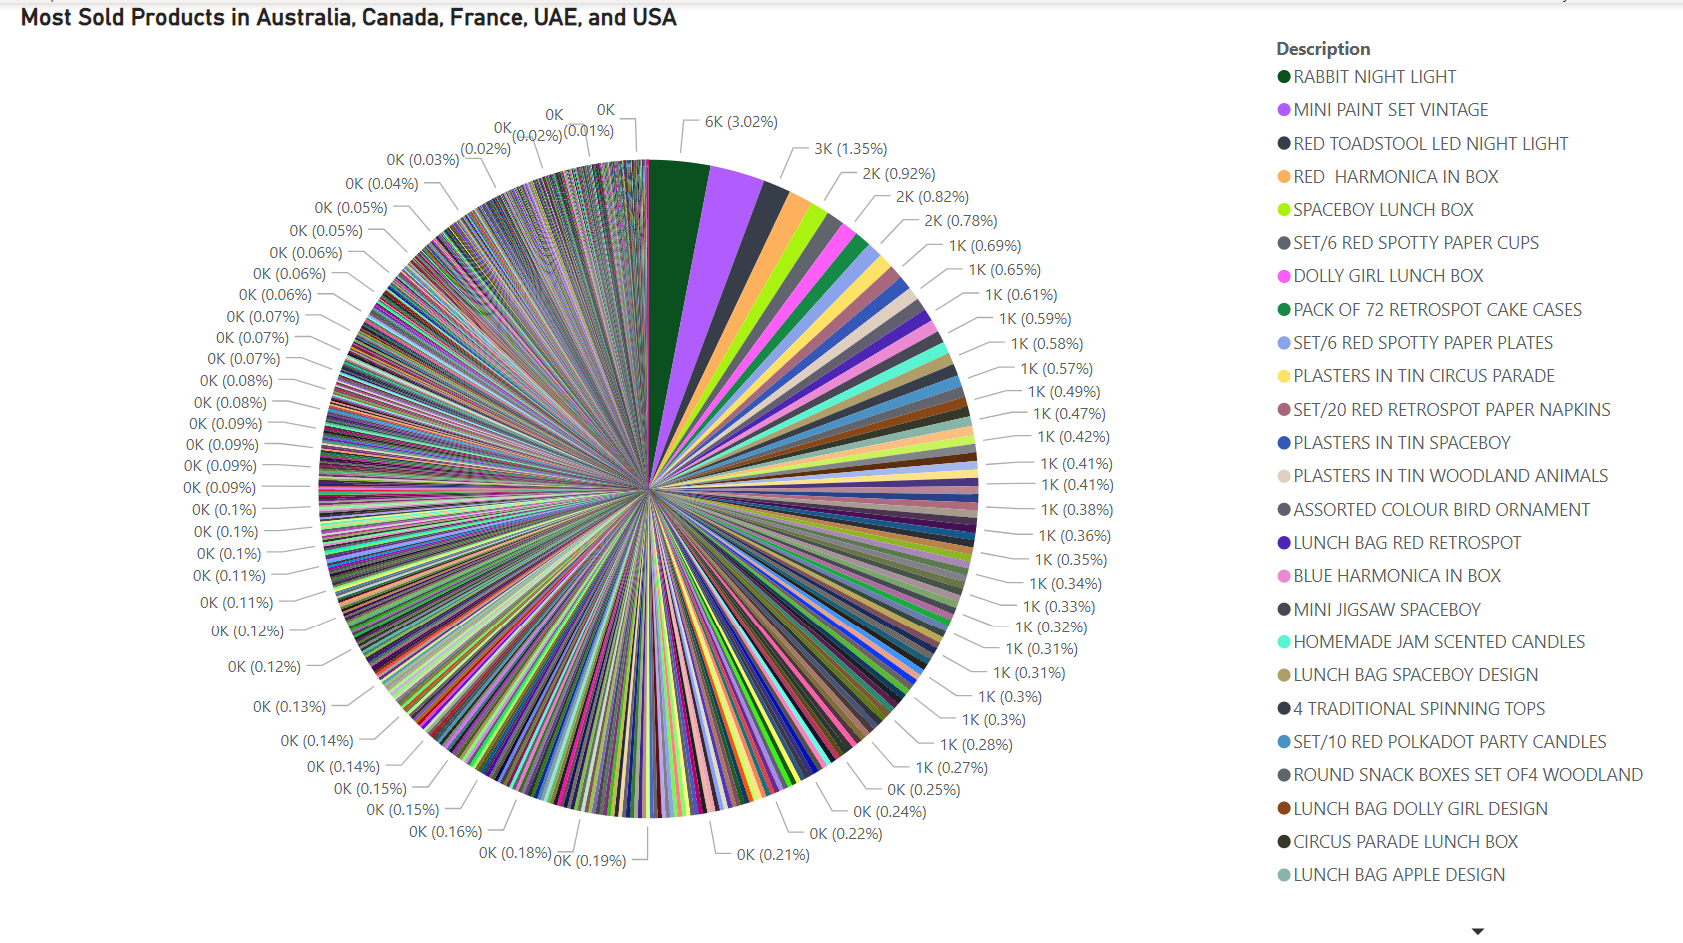 Most Sold Products in Australia, Canada, France, UAE, and USA
Description
RABBIT NIGHT LIGHT
MINI PAINT SET VINTAGE
RED TOADSTOOL LED NIGHT LIGHT
RED  HARMONICA IN BOX
SPACEBOY LUNCH BOX
SET/6 RED SPOTTY PAPER CUPS
DOLLY GIRL LUNCH BOX
PACK OF 72 RETROSPOT CAKE CASES
SET/6 RED SPOTTY PAPER PLATES
PLASTERS IN TIN CIRCUS PARADE
SET/20 RED RETROSPOT PAPER NAPKINS
PLASTERS IN TIN SPACEBOY
PLASTERS IN TIN WOODLAND ANIMALS
ASSORTED COLOUR BIRD ORNAMENT
LUNCH BAG RED RETROSPOT
BLUE HARMONICA IN BOX
MINI JIGSAW SPACEBOY
HOMEMADE JAM SCENTED CANDLES
LUNCH BAG SPACEBOY DESIGN
4 TRADITIONAL SPINNING TOPS
SET/10 RED POLKADOT PARTY CANDLES
ROUND SNACK BOXES SET OF4 WOODLAND
LUNCH BAG DOLLY GIRL DESIGN
CIRCUS PARADE LUNCH BOX
LUNCH BAG APPLE DESIGN
6K (3.02%)
3K (1.35%)
2K (0.92%)
2K (0.82%)
2K (0.78%)
1K (0.69%)
1K (0.65%)
1K (0.61%)
1K (0.59%)
1K (0.58%)
1K (0.57%)
1K (0.49%)
1K (0.47%)
1K (0.42%)
1K (0.41%)
1K (0.41%)
1K (0.38%)
1K (0.36%)
1K (0.35%)
1K (0.34%)
1K (0.33%)
1K (0.32%)
1K (0.31%)
1K (0.31%)
1K (0.3%)
1K (0.3%)
1K (0.28%)
1K (0.27%)
0K (0.25%)
0K (0.24%)
0K (0.22%)
0K (0.21%)
0K (0.19%)
0K (0.18%)
0K (0.16%)
0K (0.15%)
0K (0.15%)
0K (0.14%)
0K (0.14%)
0K (0.13%)
0K (0.12%)
0K (0.12%)
0K (0.11%)
0K (0.11%)
0K (0.1%)
0K (0.1%)
0K (0.1%)
0K (0.09%)
0K (0.09%)
0K (0.09%)
0K (0.09%)
0K (0.08%)
0K (0.08%)
0K (0.07%)
0K (0.07%)
0K (0.07%)
0K (0.06%)
0K (0.06%)
0K (0.06%)
0K (0.05%)
0K (0.05%)
0K (0.04%)
0K (0.03%)
0K
(0.02%)
0K
(0.02%)
0K
(0.01%)